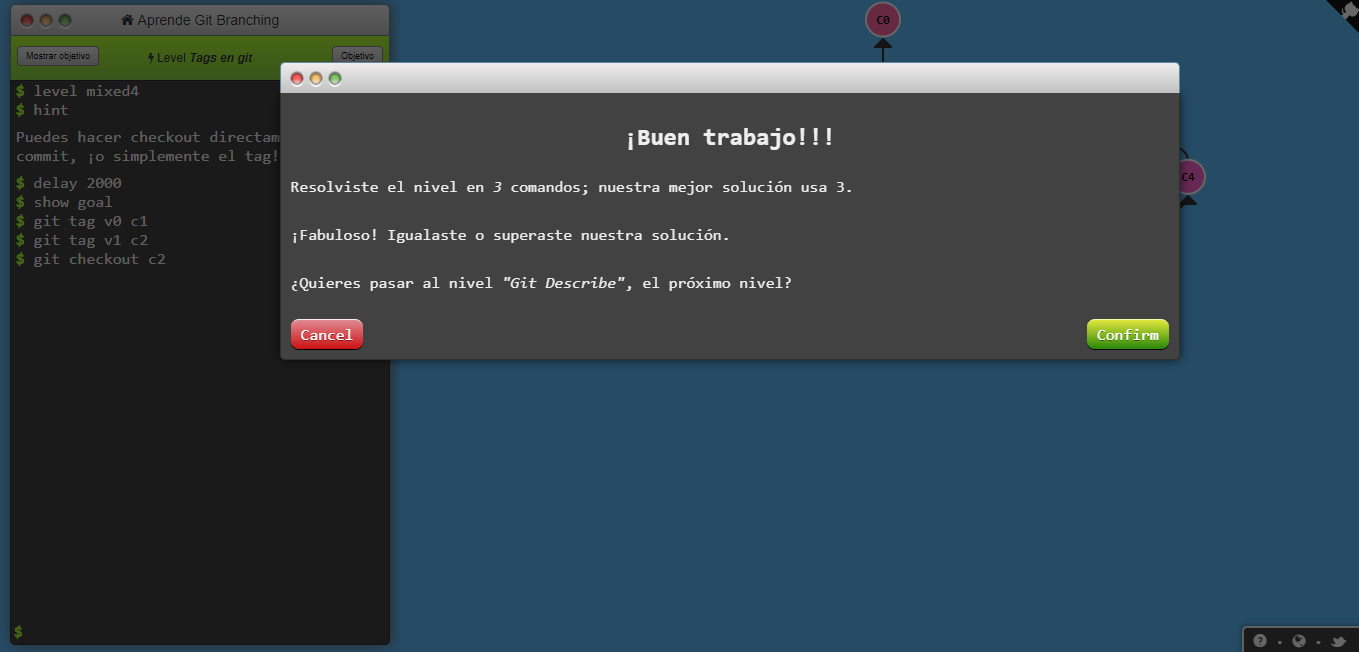 Aprende Git Branching
Mostrar objetivo
Level Tags en git
Objetivo
$ level mixed4
$ hint
Puedes hacer checkout directam
commit, ¡o simplemente el tag!
$ delay 2000
$ show goal
$ git tag v0 c1
$ git tag v1 c2
$ git checkout c2
$
C0
C4
¡Buen trabajo!!!
Resolviste el nivel en 3 comandos; nuestra mejor solución usa 3.
¡Fabuloso! Igualaste o superaste nuestra solución.
¿Quieres pasar al nivel "Git Describe", el próximo nivel?
Cancel
Confirm